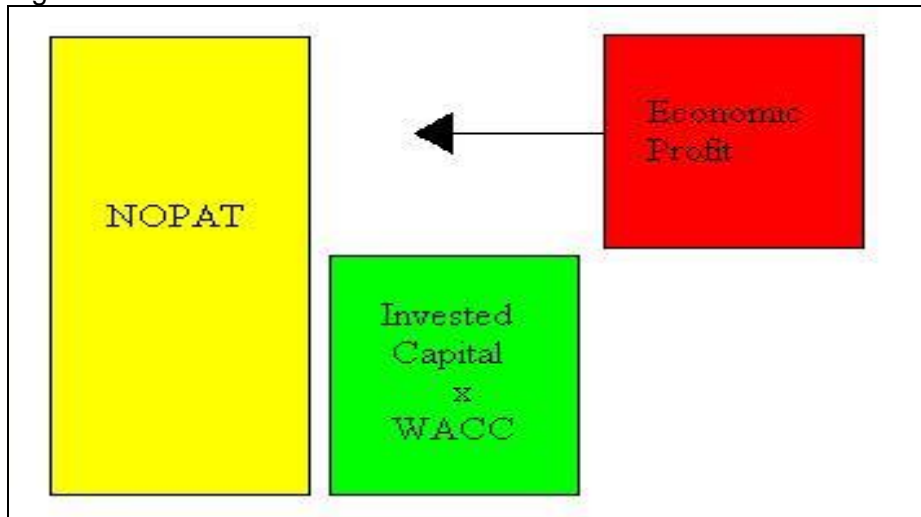 NOPAT
Economic
Profit
Invested
Capital
x
WACC